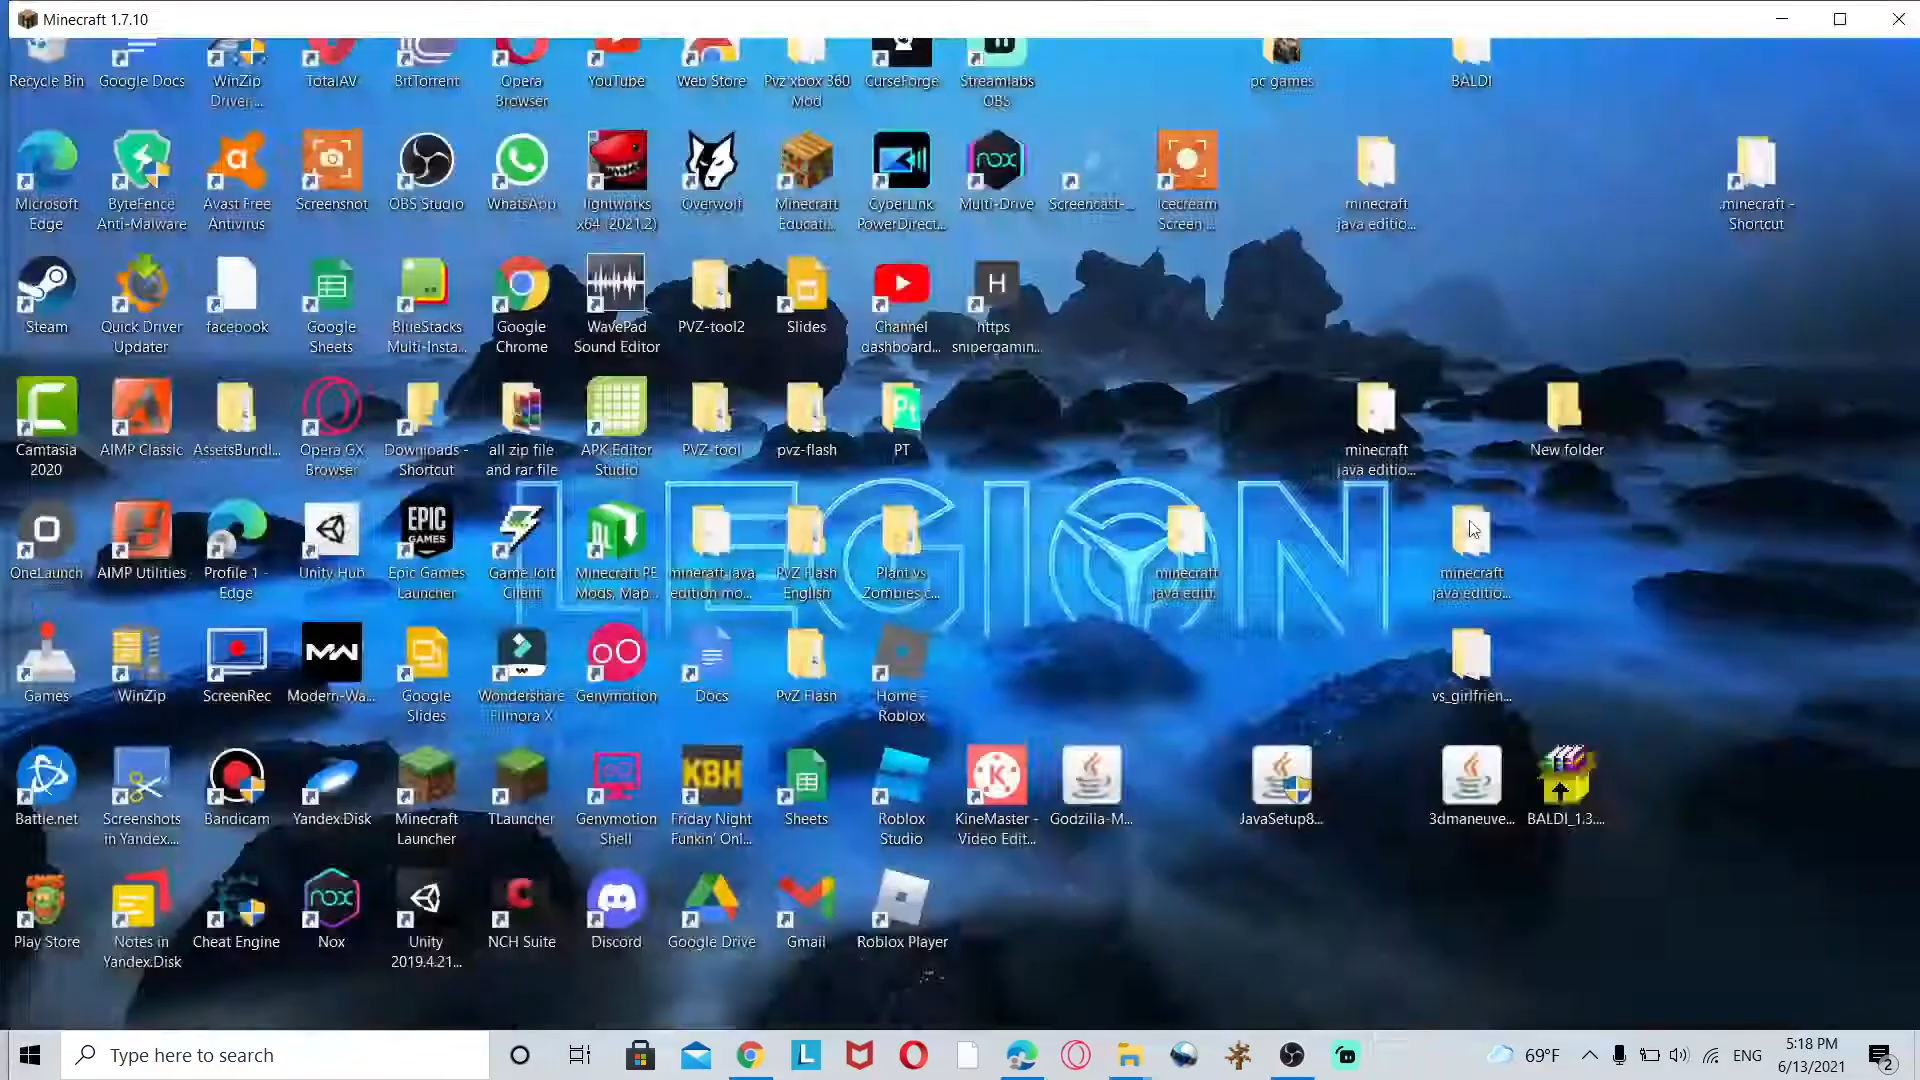 Minecraft 1.7.10
Recycle Bin
Google Docs
WinZip
Driver ...
TotalAV
BitTorrent
Opera
Browser
YouTube
Web Store
Pvz xbox 360
Mod
CurseForge
Streamlabs
OBS
pc games
BALDI
Microsoft
Edge
ByteFence
Anti-Malware
Avast Free
Antivirus
Screenshot
OBS Studio
WhatsApp
lightworks
x64 (2021.2)
Overwolf
Minecraft
Educati...
CyberLink
PowerDirect...
nox
Multi-Drive
Screencast-...
Icecream
Screen ...
minecraft
java editio...
.minecraft -
Shortcut
Steam
Quick Driver
Updater
facebook
Google
Sheets
BlueStacks
Multi-Insta...
Google
Chrome
WavePad
Sound Editor
PVZ-tool2
Slides
Channel
dashboard...
H
https
snipergamin...
Camtasia
2020
AIMP Classic
AssetsBundl...
Opera GX
Browser
Downloads -
Shortcut
all zip file
and rar file
APK Editor
Studio
PVZ-tool
pvz-flash
Pt
PT
minecraft
java editio...
New folder
LEGION
OneLaunch
AIMP Utilities
Profile 1 -
Edge
Unity Hub
EPIC
GAMES
Epic Games
Launcher
Game Jolt
Client
Minecraft PE
Mods, Map...
minecraft java
edition mo...
PVZ Flash
English
Plant vs
Zombies c...
minecraft
java editi...
minecraft
java editio...
Games
WinZip
ScreenRec
MW
Modern-Wa...
Google
Slides
Wondershare
Filmora X
Genymotion
Docs
PvZ Flash
Home -
Roblox
vs_girlfrien...
Battle.net
Screenshots
in Yandex....
Bandicam
Yandex.Disk
Minecraft
Launcher
TLauncher
Genymotion
Shell
KBH
Friday Night
Funkin' Onl...
Sheets
Roblox
Studio
K
KineMaster -
Video Edit...
Godzilla-M...
JavaSetup8...
3dmaneuve...
BALDI_1.3....
Play Store
Notes in
Yandex.Disk
Cheat Engine
nox
Nox
Unity
2019.4.21...
NCH Suite
Discord
Google Drive
Gmail
Roblox Player
Type here to search
L
69°F
ENG
5:18 PM
6/13/2021
2